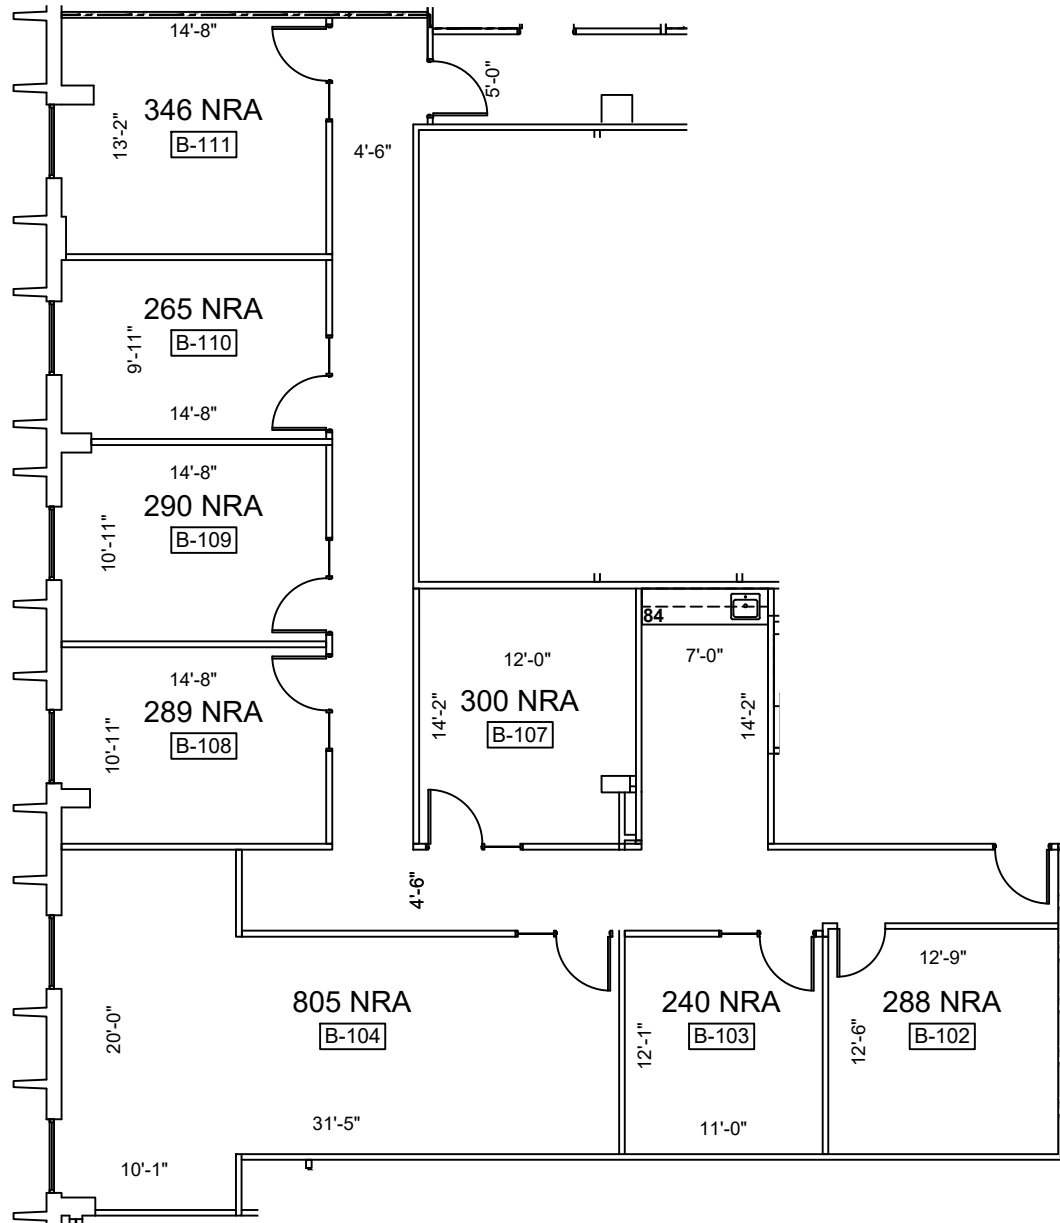 14'-8"
5'-0"
346 NRA
B-111
13'-2"
4'-6"
265 NRA
B-110
9'-11"
14'-8"
14'-8"
290 NRA
B-109
10'-11"
84
12'-0"
7'-0"
14'-8"
289 NRA
B-108
10'-11"
14'-2"
300 NRA
B-107
14'-2"
4'-6"
12'-9"
805 NRA
B-104
240 NRA
B-103
288 NRA
B-102
20'-0"
12'-1"
12'-6"
31'-5"
11'-0"
10'-1"